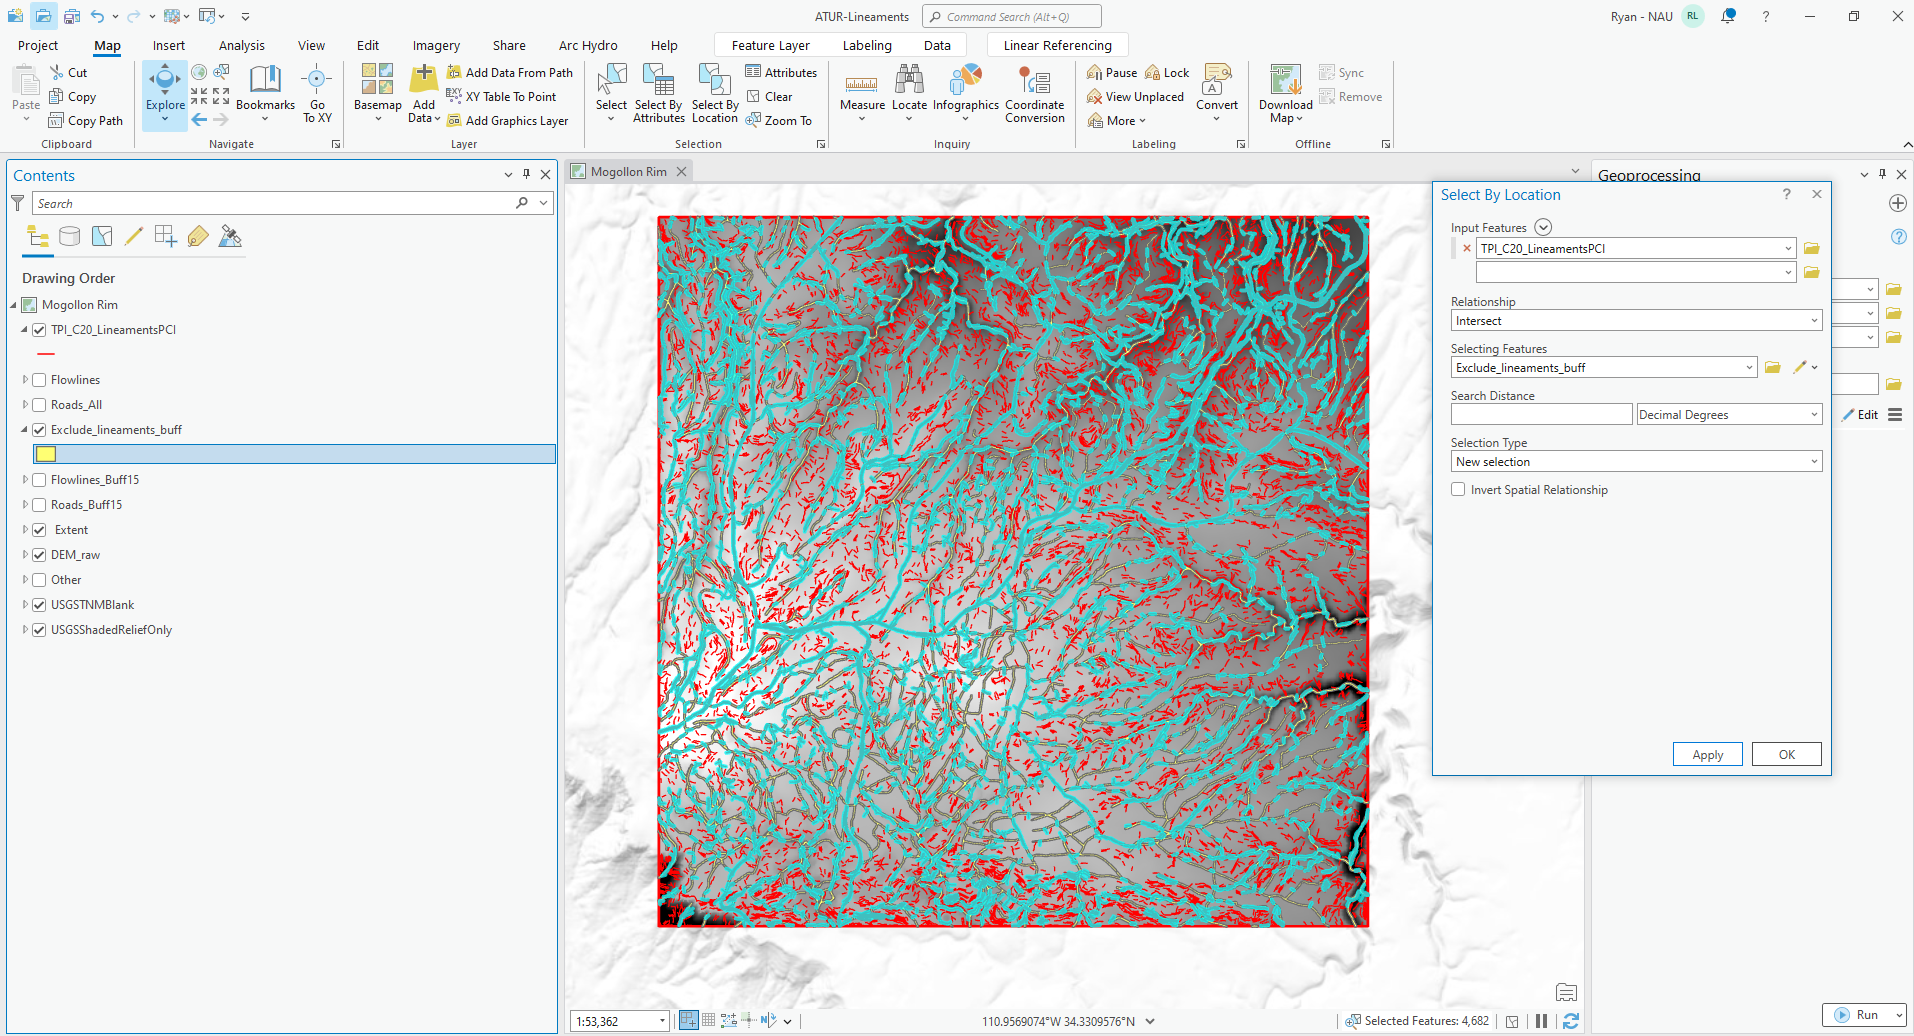 ATUR-Lineaments
Command Search (Alt+Q)
Ryan - NAU
RL
?
Project
Map
Insert
Analysis
View
Edit
Imagery
Share
Arc Hydro
Help
Feature Layer
Labeling
Data
Linear Referencing
Paste
Cut
Copy
Copy Path
Clipboard
Explore
Bookmarks
Go
To XY
Navigate
Basemap
Add
Data
Add Data From Path
XY Table To Point
Add Graphics Layer
Layer
Select
Select By
Attributes
Select By
Location
Attributes
Clear
Zoom To
Selection
Measure
Locate
Infographics
Coordinate
Conversion
Inquiry
Pause
Lock
View Unplaced
More
Convert
Labeling
Download
Map
Sync
Remove
Offline
Contents
Search
Drawing Order
Mogollon Rim
TPI_C20_LineamentsPCI
Flowlines
Roads_All
Exclude_lineaments_buff
Flowlines_Buff15
Roads_Buff15
Extent
DEM_raw
Other
USGSTNMBlank
USGSShadedReliefOnly
Mogollon Rim
Geoprocessing
Select By Location
?
Input Features
TPI_C20_LineamentsPCI
Relationship
Intersect
Selecting Features
Exclude_lineaments_buff
Search Distance
Decimal Degrees
Selection Type
New selection
Invert Spatial Relationship
Apply
OK
?
Edit
1:53,362
110.9569074°W 34.3309576°N
Selected Features: 4,682
Run